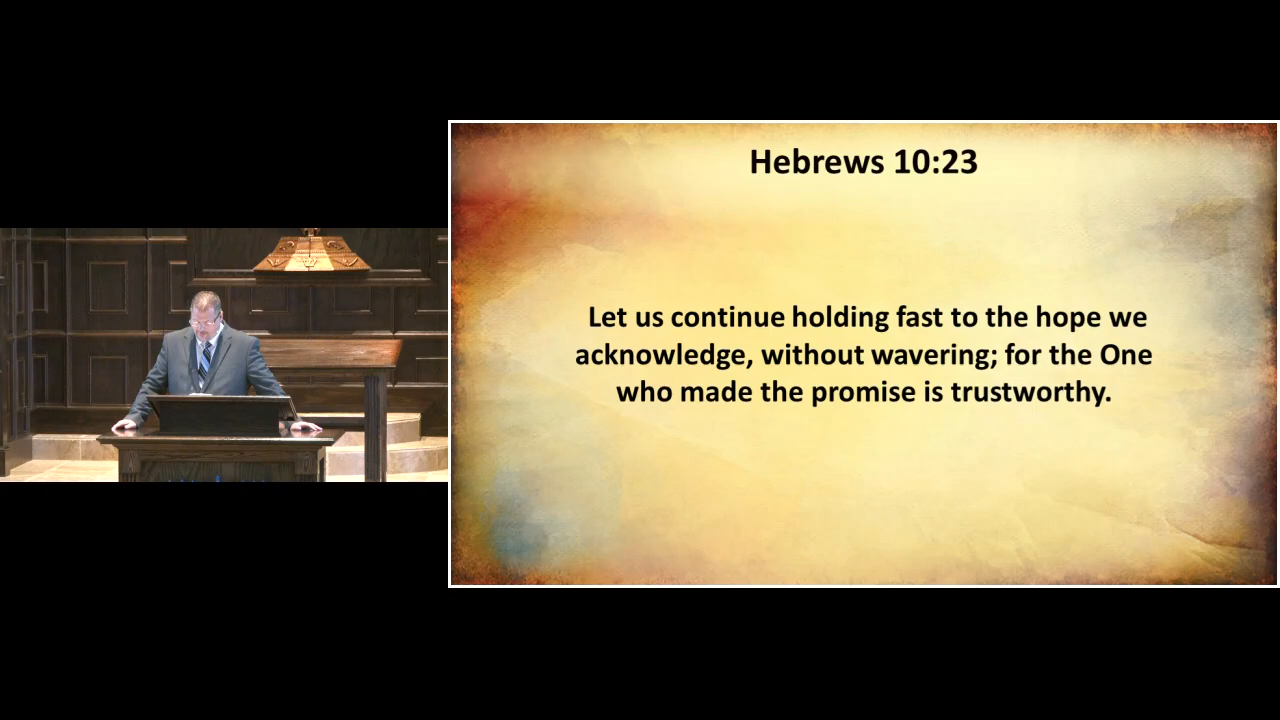 Hebrews 10:23
Let us continue holding fast to the hope we
acknowledge, without wavering; for the One
who made the promise is trustworthy.